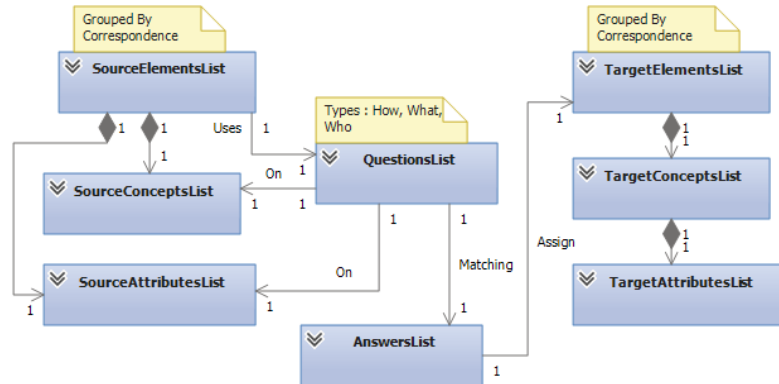 Grouped By
Correspondence
SourceElementsList
1
1
Uses
1
1
SourceConceptsList
1
On
1
1
SourceAttributesList
1
On
1
Types : How, What,
Who
QuestionsList
1
1
1
Matching
1
AnswersList
1
Assign
1
Grouped By
Correspondence
TargetElementsList
1
1
TargetConceptsList
1
1
TargetAttributesList